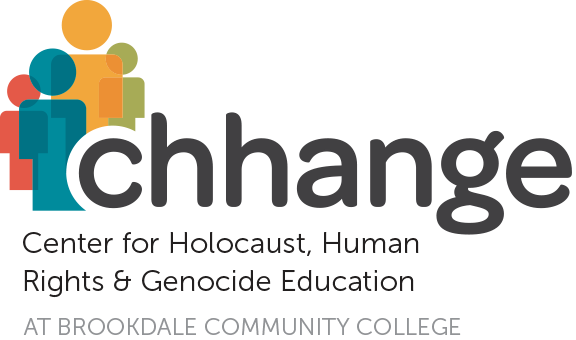 chhange
Center for Holocaust, Human
Rights & Genocide Education
AT BROOKDALE COMMUNITY COLLEGE